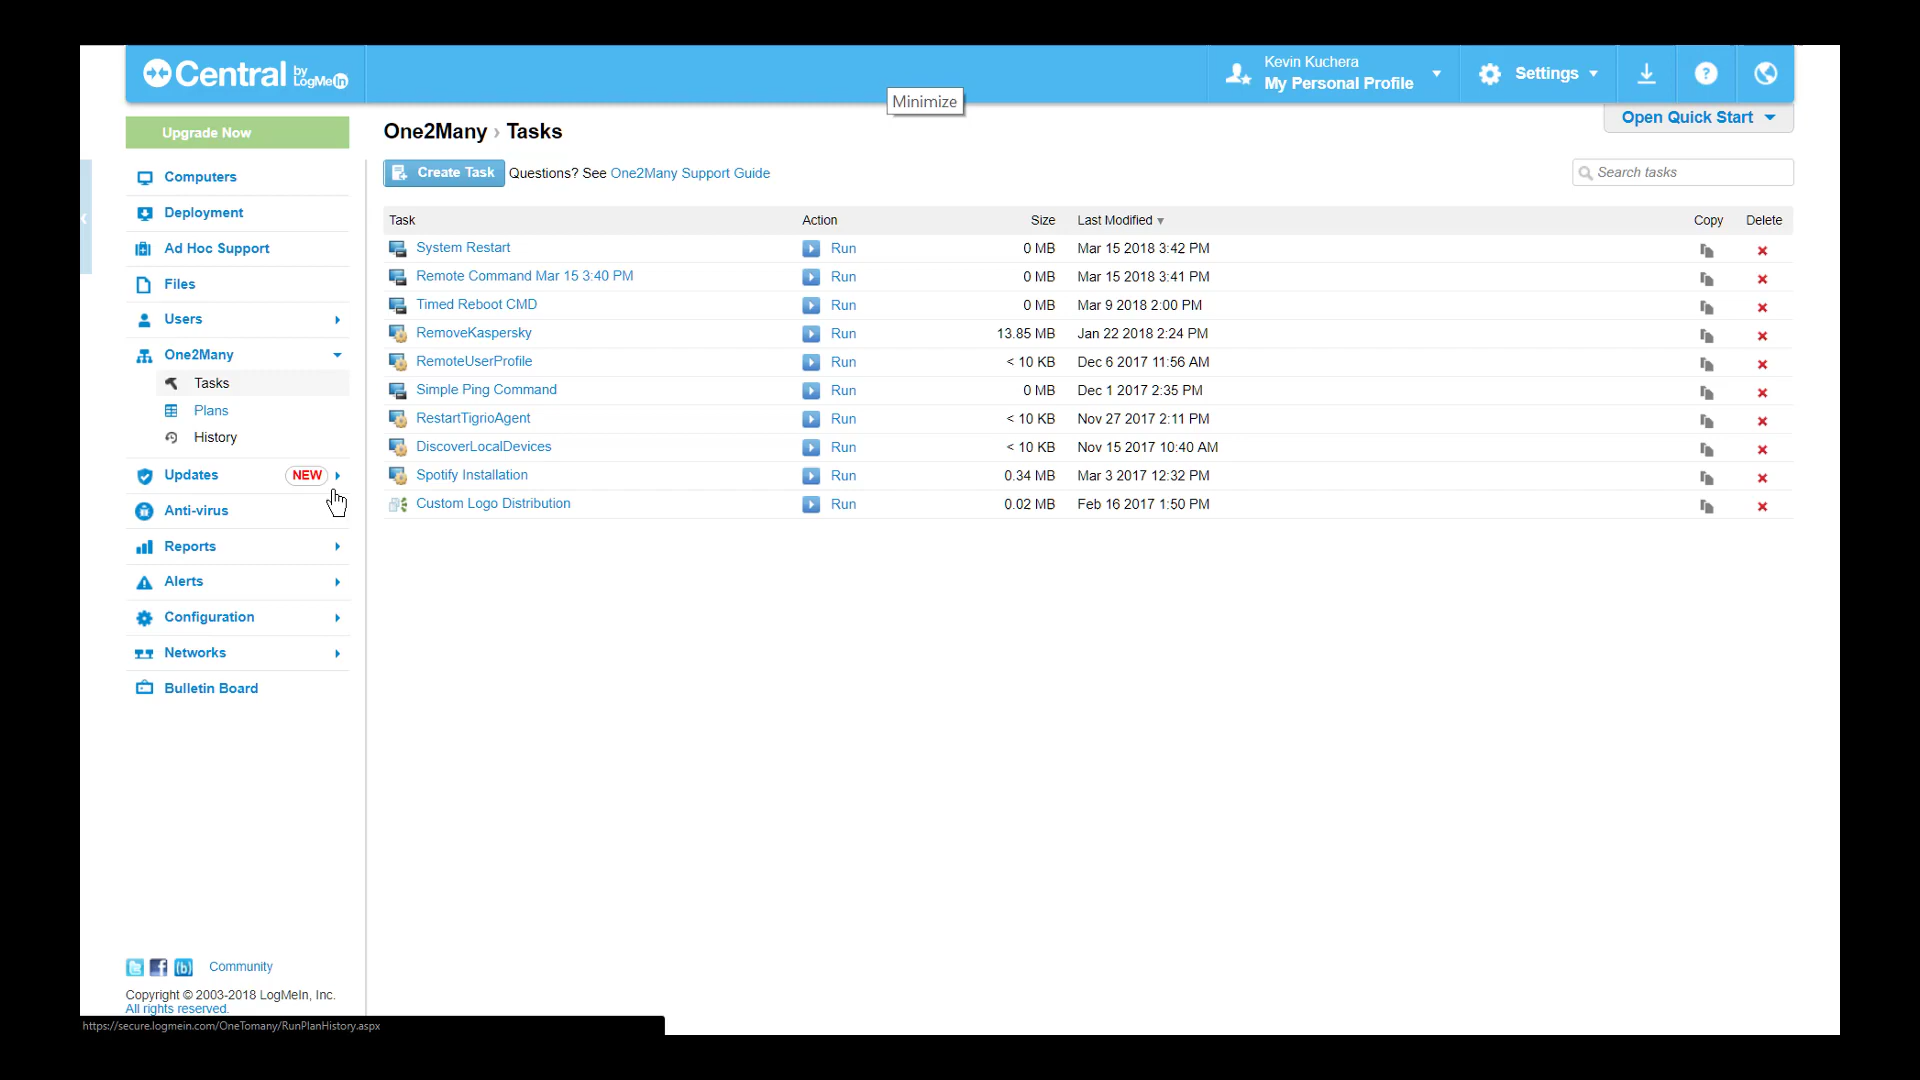 Central by LogMeIn
Minimize
Kevin Kuchera
My Personal Profile
Settings
?
Upgrade Now
Computers
Deployment
Ad Hoc Support
Files
Users
One2Many
Tasks
Plans
History
Updates NEW
Anti-virus
Reports
Alerts
Configuration
Networks
Bulletin Board
One2Many › Tasks
Open Quick Start
Create Task Questions? See One2Many Support Guide
Search tasks
Task Action Size Last Modified Copy Delete
System Restart Run 0 MB Mar 15 2018 3:42 PM
Remote Command Mar 15 3:40 PM Run 0 MB Mar 15 2018 3:41 PM
Timed Reboot CMD Run 0 MB Mar 9 2018 2:00 PM
RemoveKaspersky Run 13.85 MB Jan 22 2018 2:24 PM
RemoteUserProfile Run < 10 KB Dec 6 2017 11:56 AM
Simple Ping Command Run 0 MB Dec 1 2017 2:35 PM
RestartTigrioAgent Run < 10 KB Nov 27 2017 2:11 PM
DiscoverLocalDevices Run < 10 KB Nov 15 2017 10:40 AM
Spotify Installation Run 0.34 MB Mar 3 2017 12:32 PM
Custom Logo Distribution Run 0.02 MB Feb 16 2017 1:50 PM
Community
Copyright © 2003-2018 LogMeIn, Inc.
All rights reserved.
https://secure.logmein.com/OneTomany/RunPlanHistory.aspx